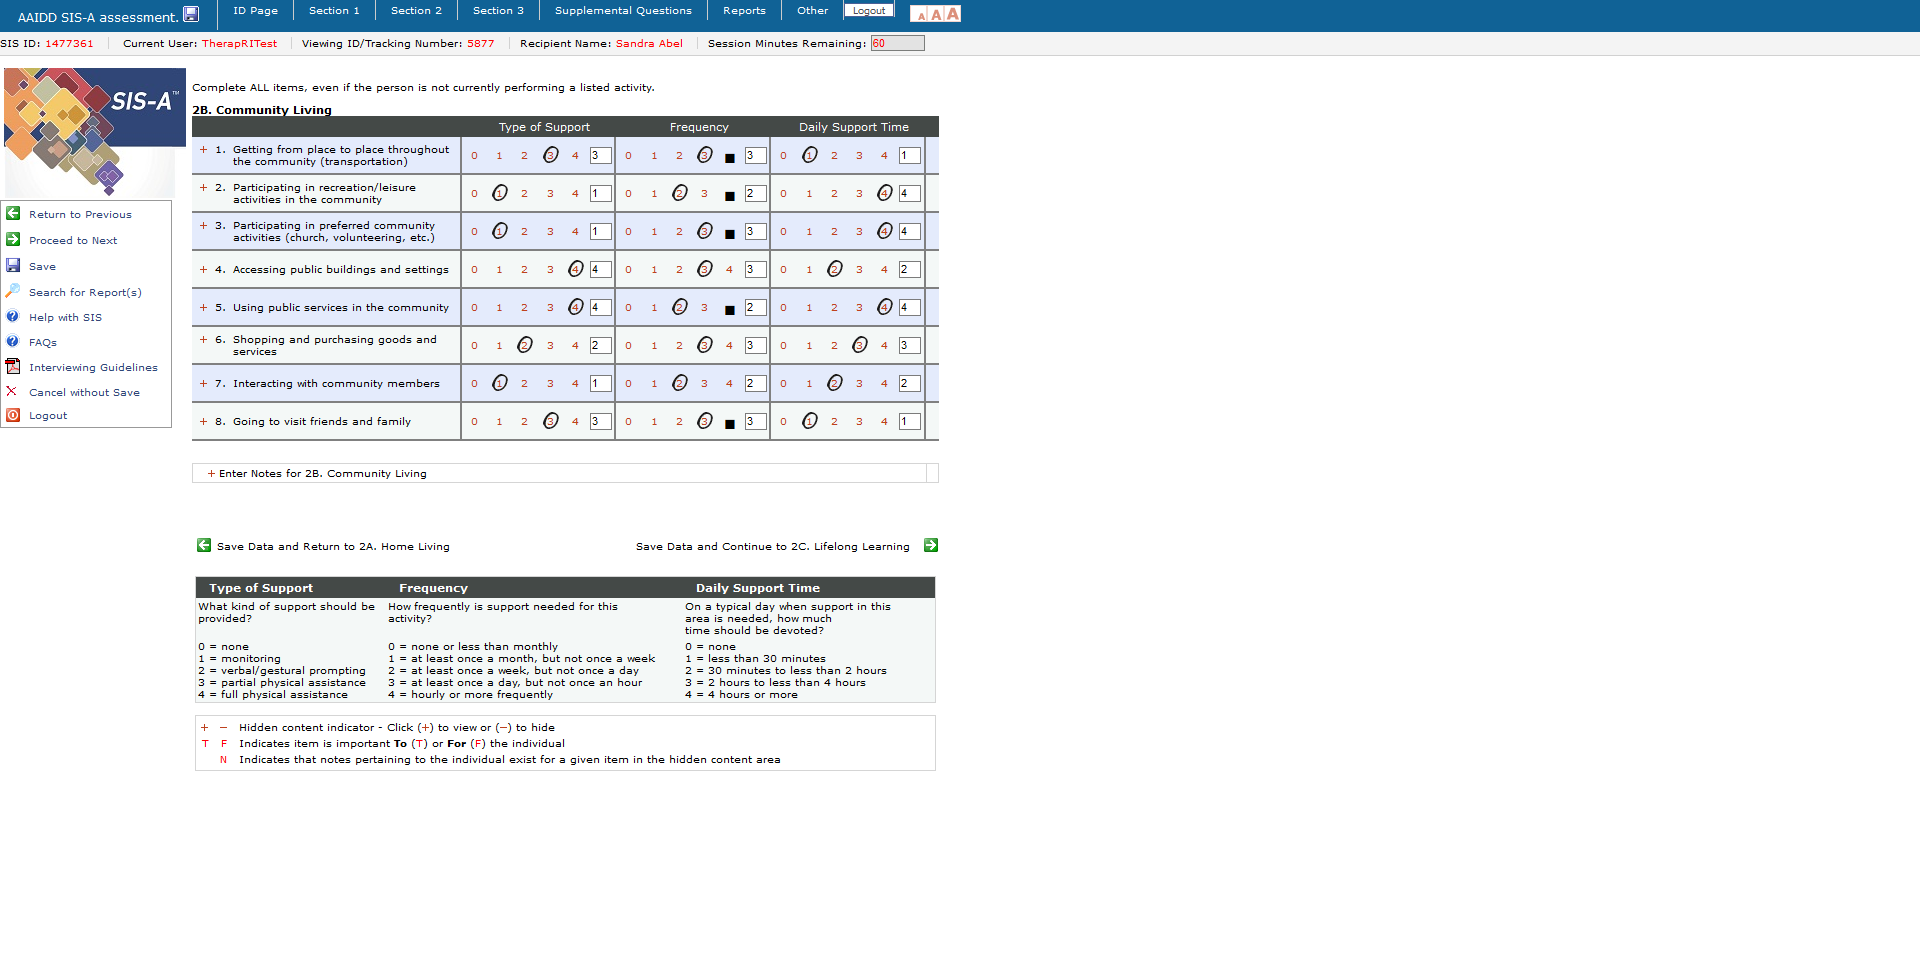 AAIDD SIS-A assessment. ID Page Section 1 Section 2 Section 3 Supplemental Questions Reports Other Logout A A A
SIS ID: 1477361 Current User: TherapRITest Viewing ID/Tracking Number: 5877 Recipient Name: Sandra Abel Session Minutes Remaining: 60
SIS-A™
Return to Previous
Proceed to Next
Save
Search for Report(s)
Help with SIS
FAQs
Interviewing Guidelines
Cancel without Save
Logout
Complete ALL items, even if the person is not currently performing a listed activity.
2B. Community Living
Type of Support Frequency Daily Support Time
+ 1. Getting from place to place throughout
the community (transportation) 0 1 2 3 4 3 0 1 2 3 3 0 1 2 3 4 1
+ 2. Participating in recreation/leisure
activities in the community 0 1 2 3 4 1 0 1 2 3 2 0 1 2 3 4 4
+ 3. Participating in preferred community
activities (church, volunteering, etc.) 0 1 2 3 4 1 0 1 2 3 3 0 1 2 3 4 4
+ 4. Accessing public buildings and settings 0 1 2 3 4 4 0 1 2 3 4 3 0 1 2 3 4 2
+ 5. Using public services in the community 0 1 2 3 4 4 0 1 2 3 2 0 1 2 3 4 4
+ 6. Shopping and purchasing goods and
services 0 1 2 3 4 2 0 1 2 3 4 3 0 1 2 3 4 3
+ 7. Interacting with community members 0 1 2 3 4 1 0 1 2 3 4 2 0 1 2 3 4 2
+ 8. Going to visit friends and family 0 1 2 3 4 3 0 1 2 3 3 0 1 2 3 4 1
+ Enter Notes for 2B. Community Living
Save Data and Return to 2A. Home Living Save Data and Continue to 2C. Lifelong Learning
Type of Support Frequency Daily Support Time
What kind of support should be
provided?
0 = none
1 = monitoring
2 = verbal/gestural prompting
3 = partial physical assistance
4 = full physical assistance
How frequently is support needed for this
activity?
0 = none or less than monthly
1 = at least once a month, but not once a week
2 = at least once a week, but not once a day
3 = at least once a day, but not once an hour
4 = hourly or more frequently
On a typical day when support in this
area is needed, how much
time should be devoted?
0 = none
1 = less than 30 minutes
2 = 30 minutes to less than 2 hours
3 = 2 hours to less than 4 hours
4 = 4 hours or more
+ − Hidden content indicator - Click (+) to view or (−) to hide
T F Indicates item is important To (T) or For (F) the individual
N Indicates that notes pertaining to the individual exist for a given item in the hidden content area